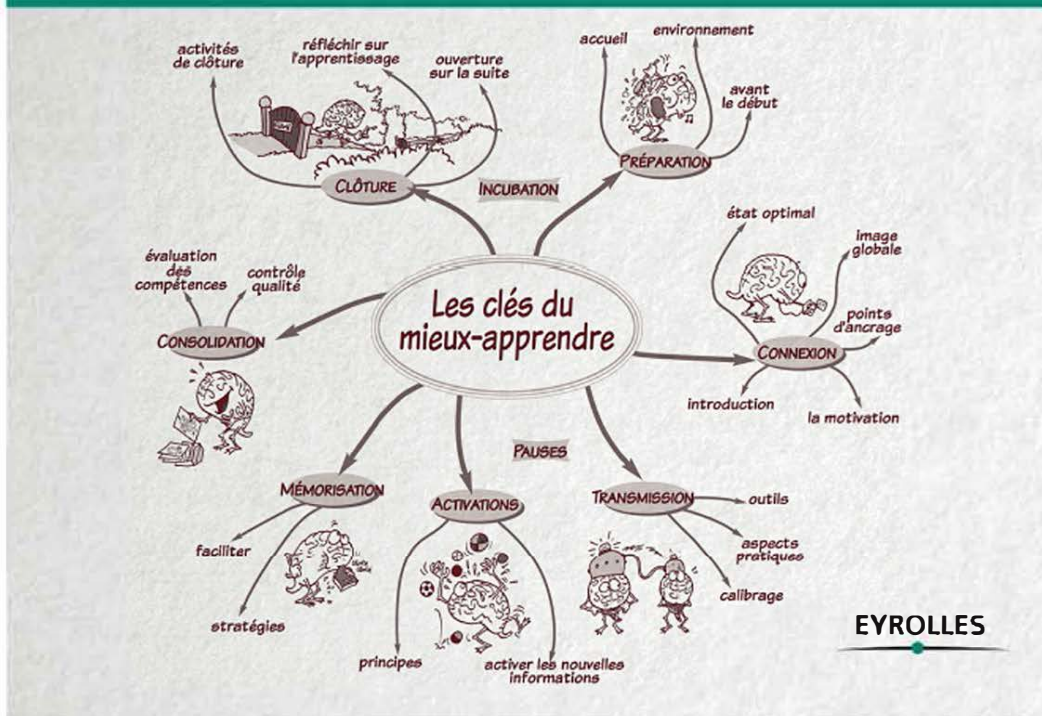 Les clés du
mieux-apprendre
PRÉPARATION
accueil
environnement
avant
le début
CONNEXION
état optimal
image
globale
points
d'ancrage
introduction
la motivation
TRANSMISSION
outils
aspects
pratiques
calibrage
PAUSES
ACTIVATIONS
principes
activer les nouvelles
informations
MÉMORISATION
faciliter
stratégies
CONSOLIDATION
évaluation
des
compétences
contrôle
qualité
CLÔTURE
activités
de clôture
réfléchir sur
l'apprentissage
ouverture
sur la suite
INCUBATION
EYROLLES